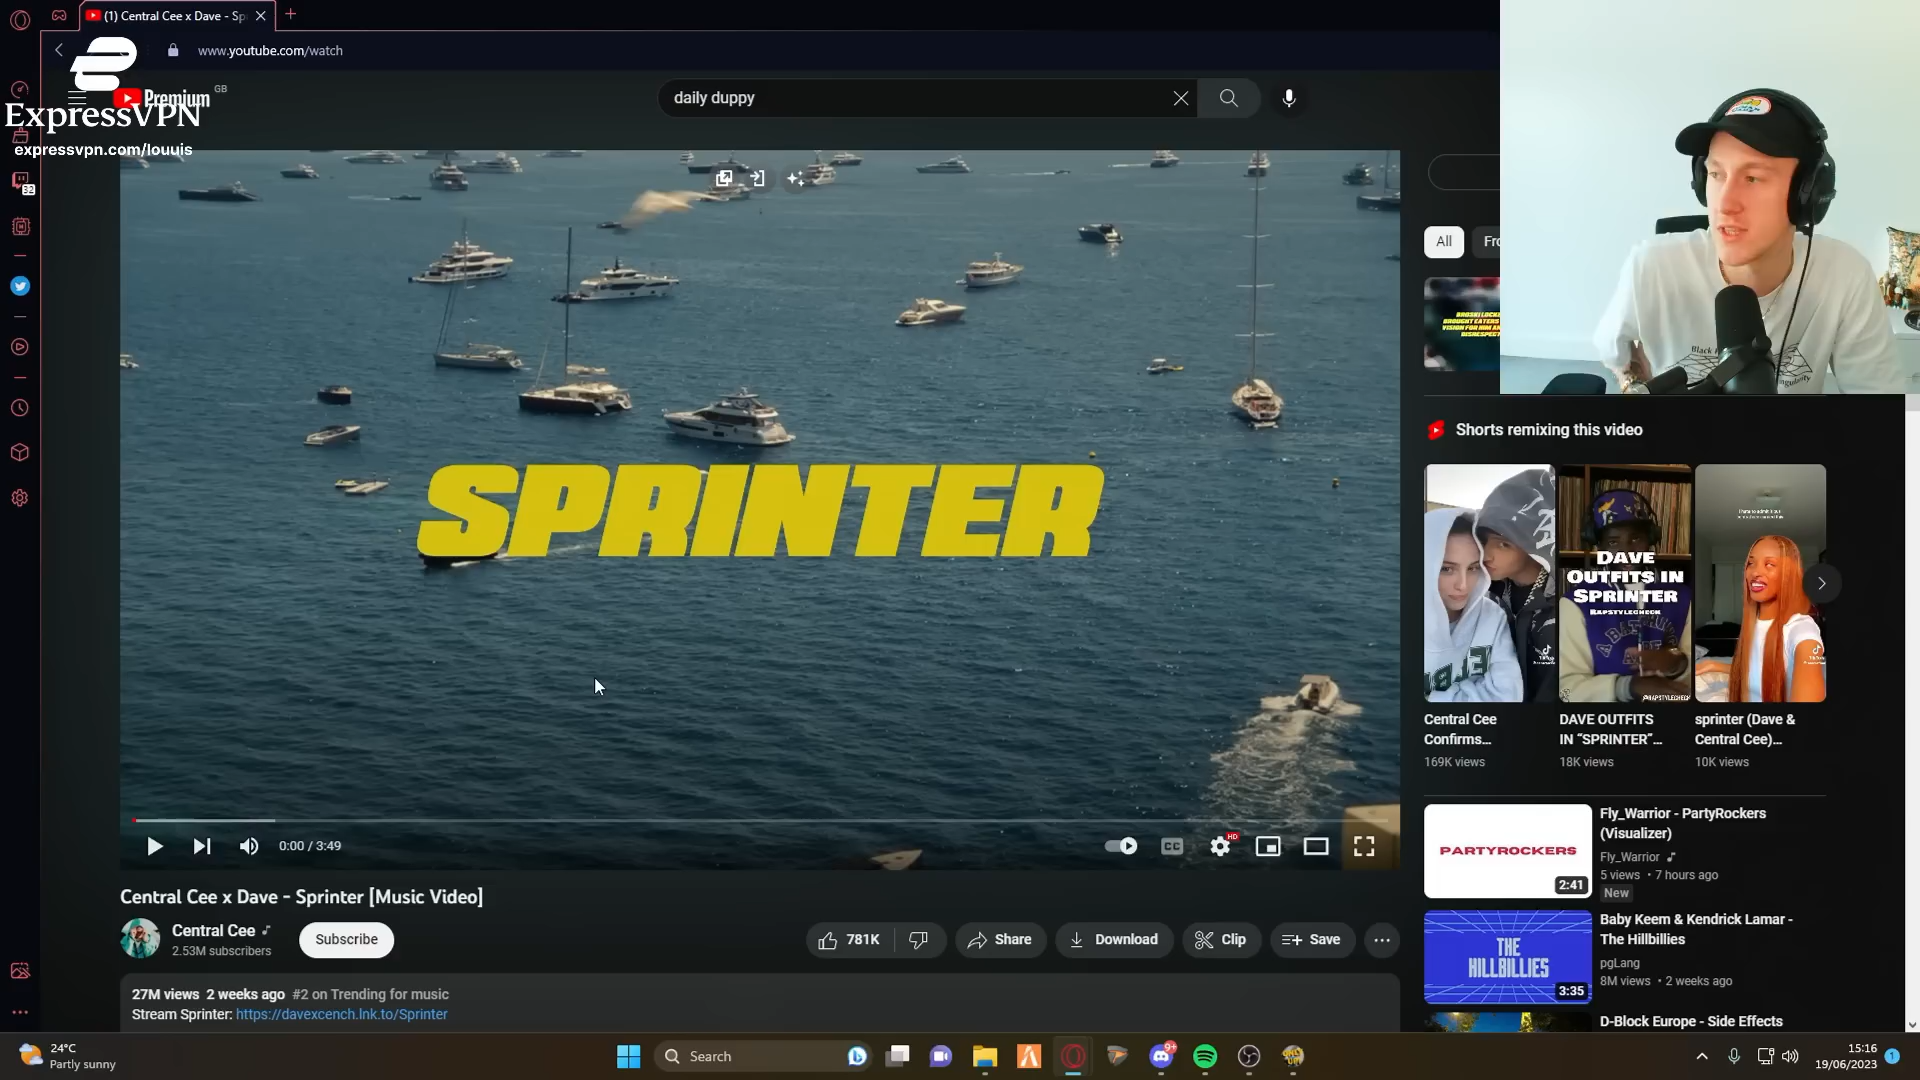 (1) Central Cee x Dave - Sp
www.youtube.com/watch
ExpressVPN
expressvpn.com/louuis
Premium
GB
daily duppy
SPRINTER
0:00 / 3:49
CC
HD
Central Cee x Dave - Sprinter [Music Video]
Central Cee
2.53M subscribers
Subscribe
781K
Share
Download
Clip
Save
27M views 2 weeks ago #2 on Trending for music
Stream Sprinter: https://davexcench.lnk.to/Sprinter
All
Shorts remixing this video
DAVE
OUTFITS IN
SPRINTER
RAPSTYLECHECK
Central Cee
Confirms...
169K views
DAVE OUTFITS
IN “SPRINTER”...
18K views
sprinter (Dave &
Central Cee)...
10K views
PARTYROCKERS
2:41
Fly_Warrior - PartyRockers
(Visualizer)
Fly_Warrior
5 views • 7 hours ago
New
THE
HILLBILLIES
3:35
Baby Keem & Kendrick Lamar -
The Hillbillies
pgLang
8M views • 2 weeks ago
D-Block Europe - Side Effects
32
24°C
Partly sunny
Search
9+
15:16
19/06/2023
1